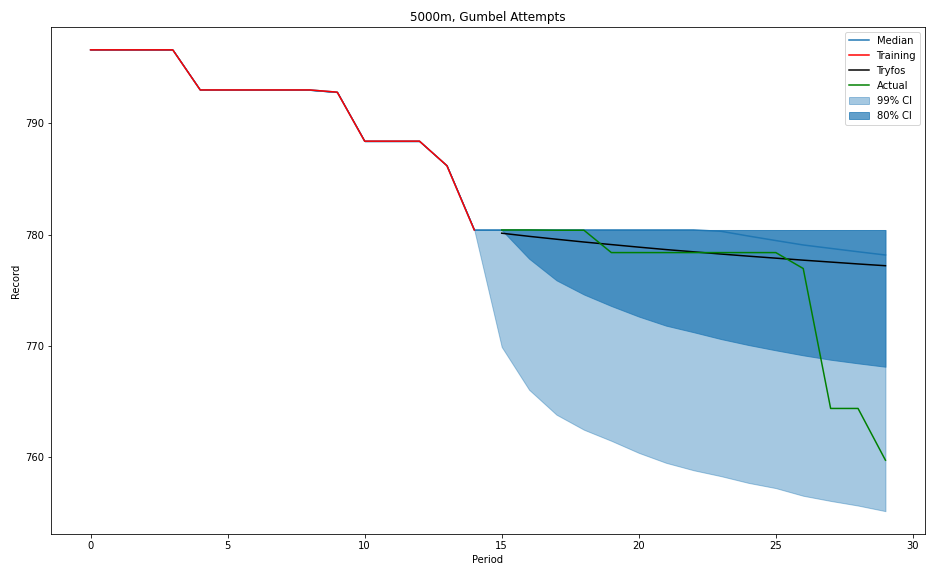 5000m, Gumbel Attempts
Median
Training
Tryfos
Actual
99% CI
80% CI
790
780
770
760
Record
0 5 10 15 20 25 30
Period